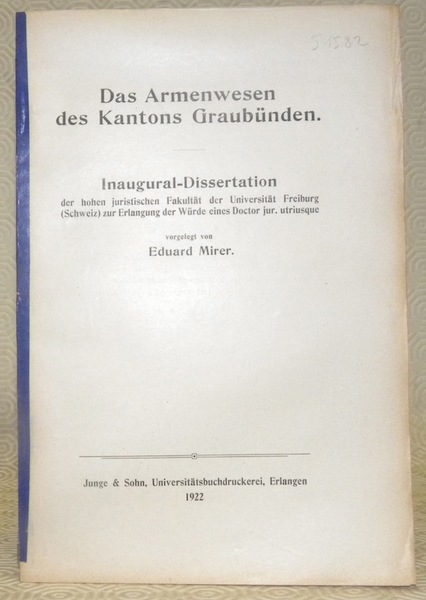 S 1582
Das Armenwesen
des Kantons Graubünden.
Inaugural-Dissertation
der hohen juristischen Fakultät der Universität Freiburg
(Schweiz) zur Erlangung der Würde eines Doctor jur. utriusque
vorgelegt von
Eduard Mirer.
Junge & Sohn, Universitätsbuchdruckerei, Erlangen
1922